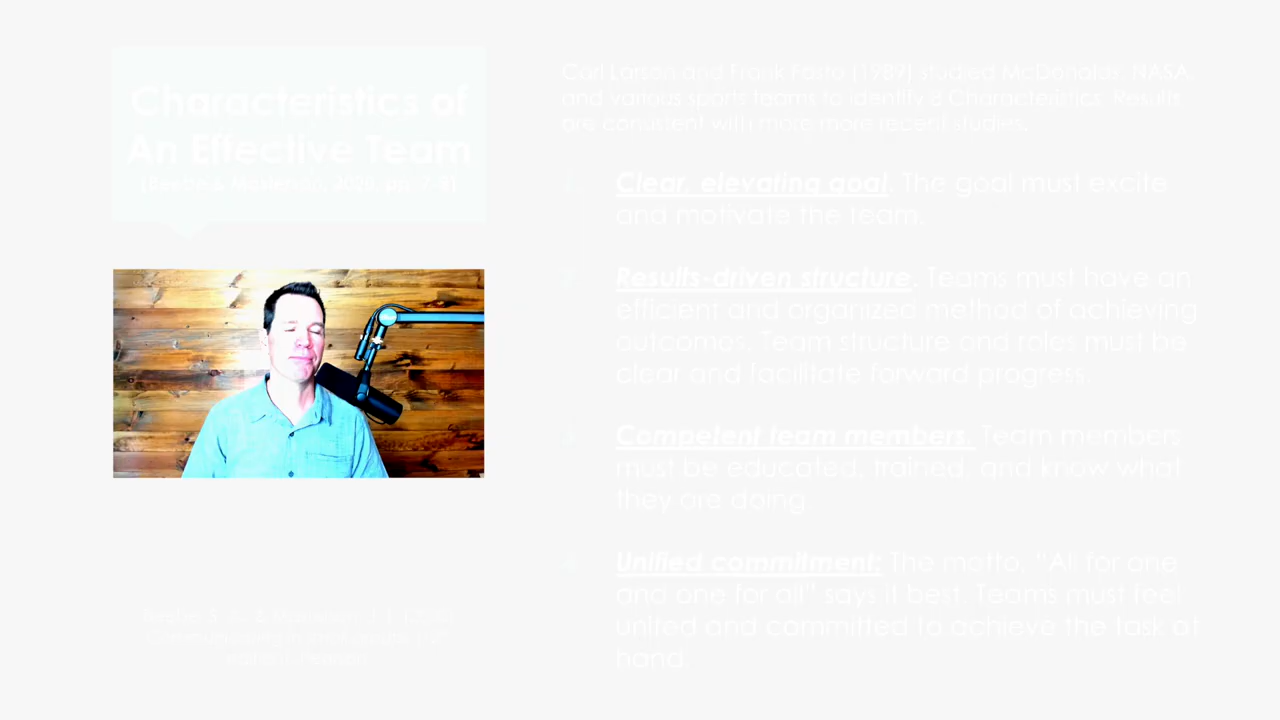 Characteristics of
An Effective Team
Carl Larson and Frank Fasto (1989) studied McDonalds, NASA,
and various sports teams to identify 8 Characteristics. Results
are consistent with more more recent studies.
1. Clear, elevating goal. The goal must excite
and motivate the team.
2. Results-driven structure. Teams must have an
efficient and organized method of achieving
outcomes. Team structure and roles must be
clear and facilitate forward progress.
3. Competent team members. Team members
must be educated, trained, and know what
they are doing
4. Unified commitment: The motto, "All for one
and one for all" says it best. Teams must feel
united and committed to achieve the task at
hand.